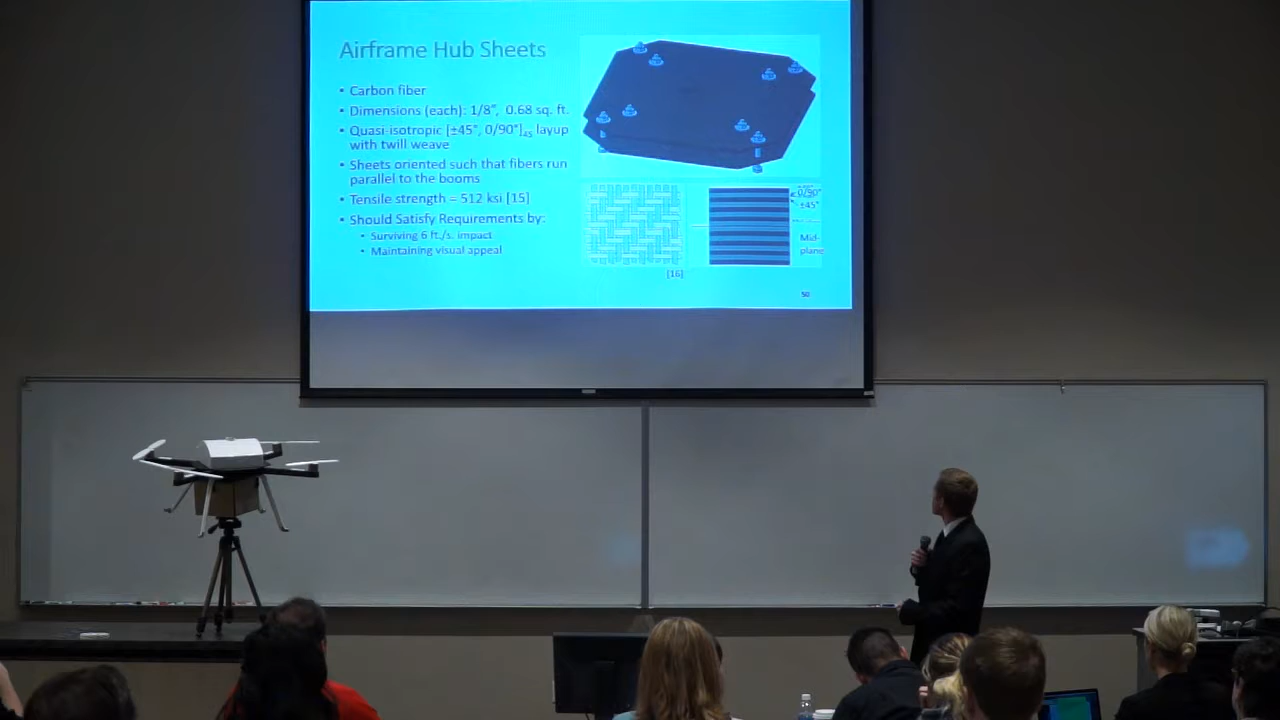 Airframe Hub Sheets
• Carbon fiber
• Dimensions (each): 1/8", 0.68 sq. ft.
• Quasi-isotropic [±45°, 0/90°]4S layup
with twill weave
• Sheets oriented such that fibers run
parallel to the booms
• Tensile strength = 512 ksi [15]
• Should Satisfy Requirements by:
• Surviving 6 ft./s. impact
• Maintaining visual appeal
0/90°
±45°
Mid-
plane
[16]
50